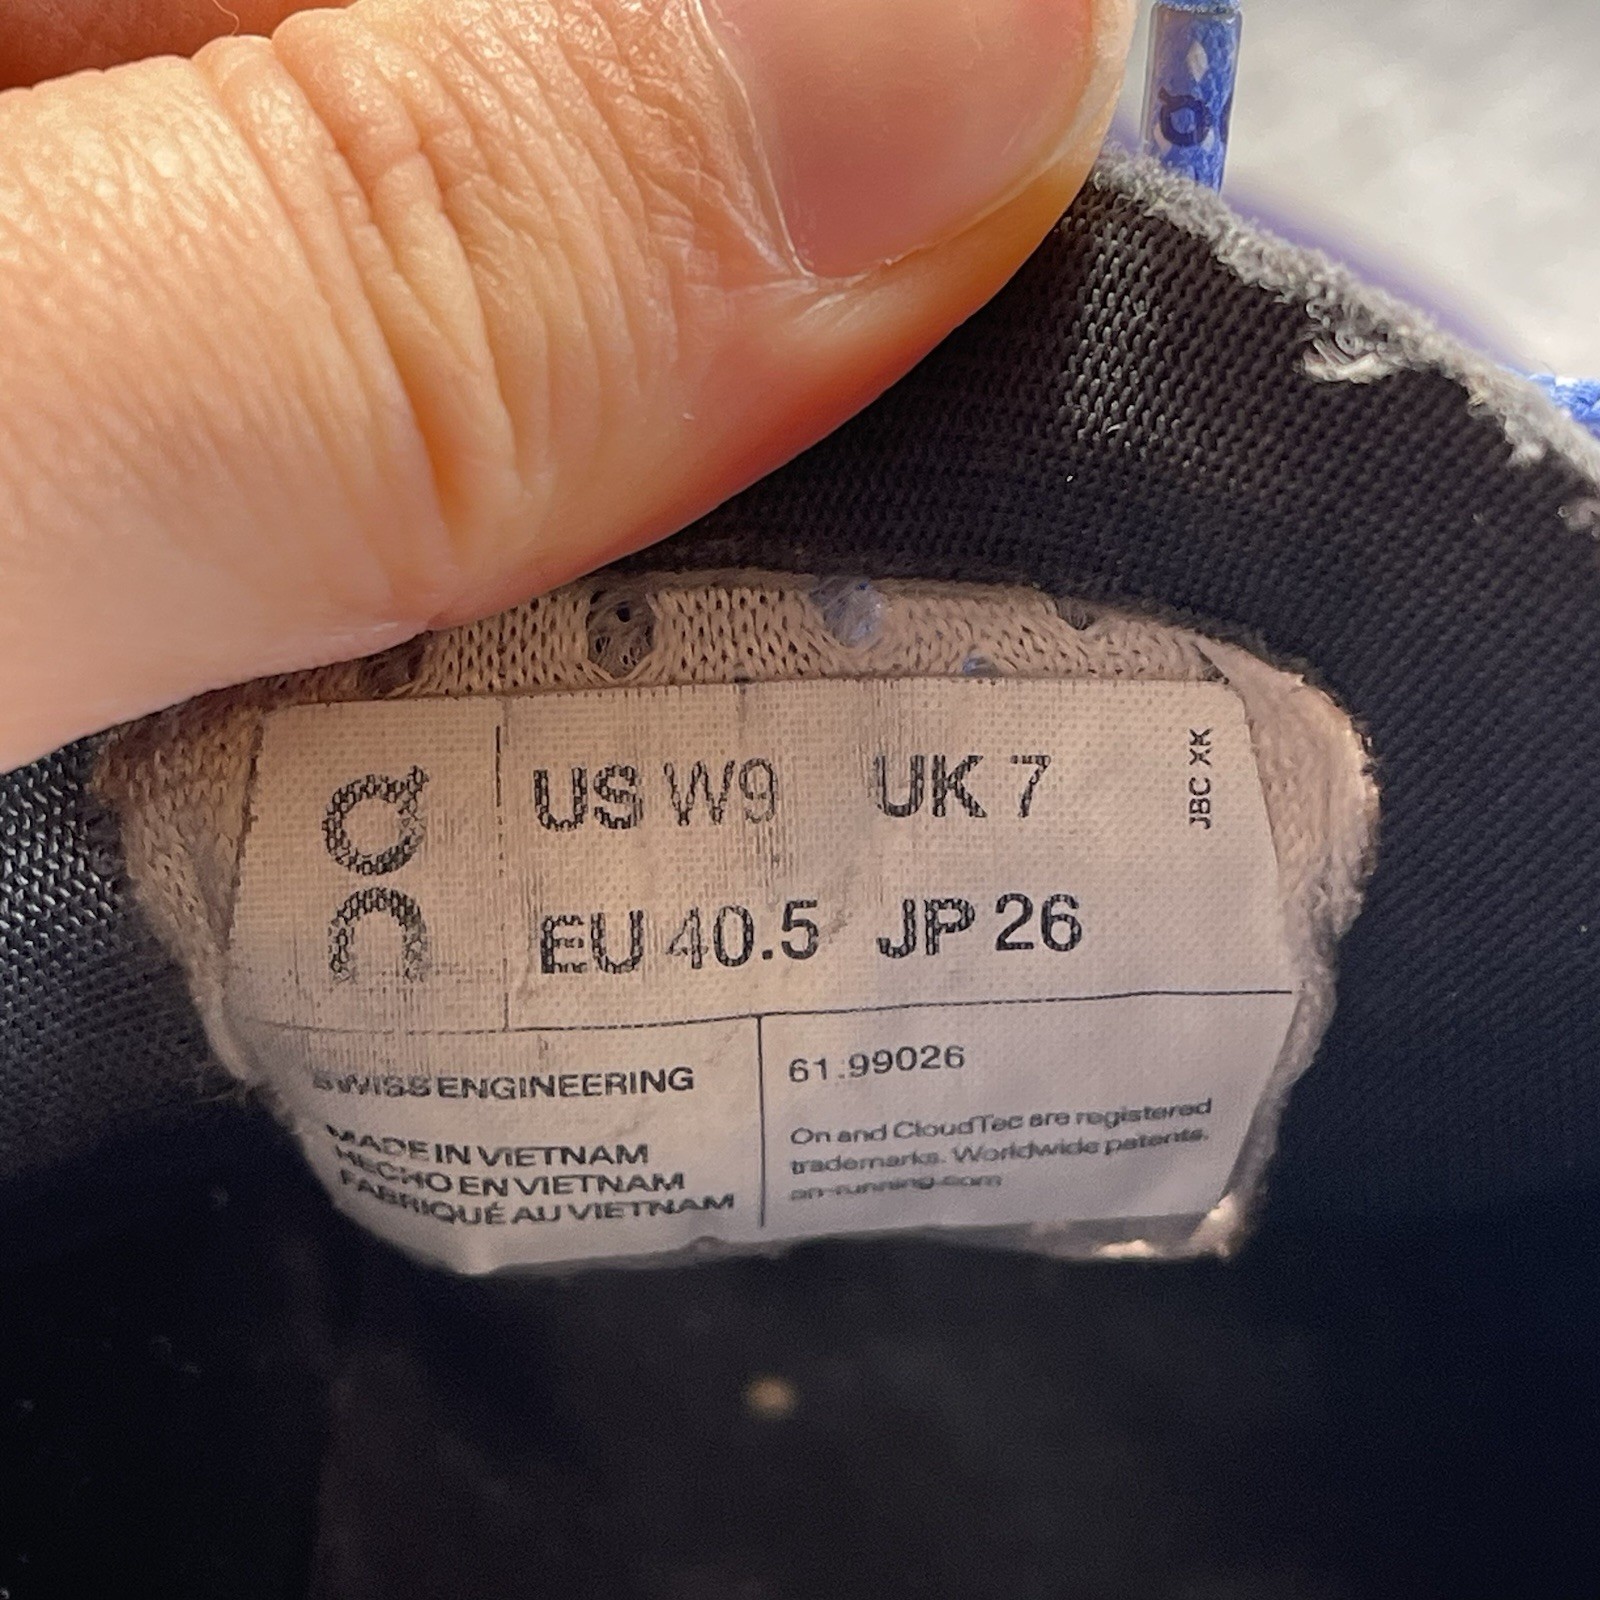 On
US W9 UK 7
EU 40.5 JP 26
JBC XK
SWISS ENGINEERING
MADE IN VIETNAM
HECHO EN VIETNAM
FABRIQUÉ AU VIETNAM
61.99026
On and CloudTec are registered
trademarks. Worldwide patents.
on-running.com